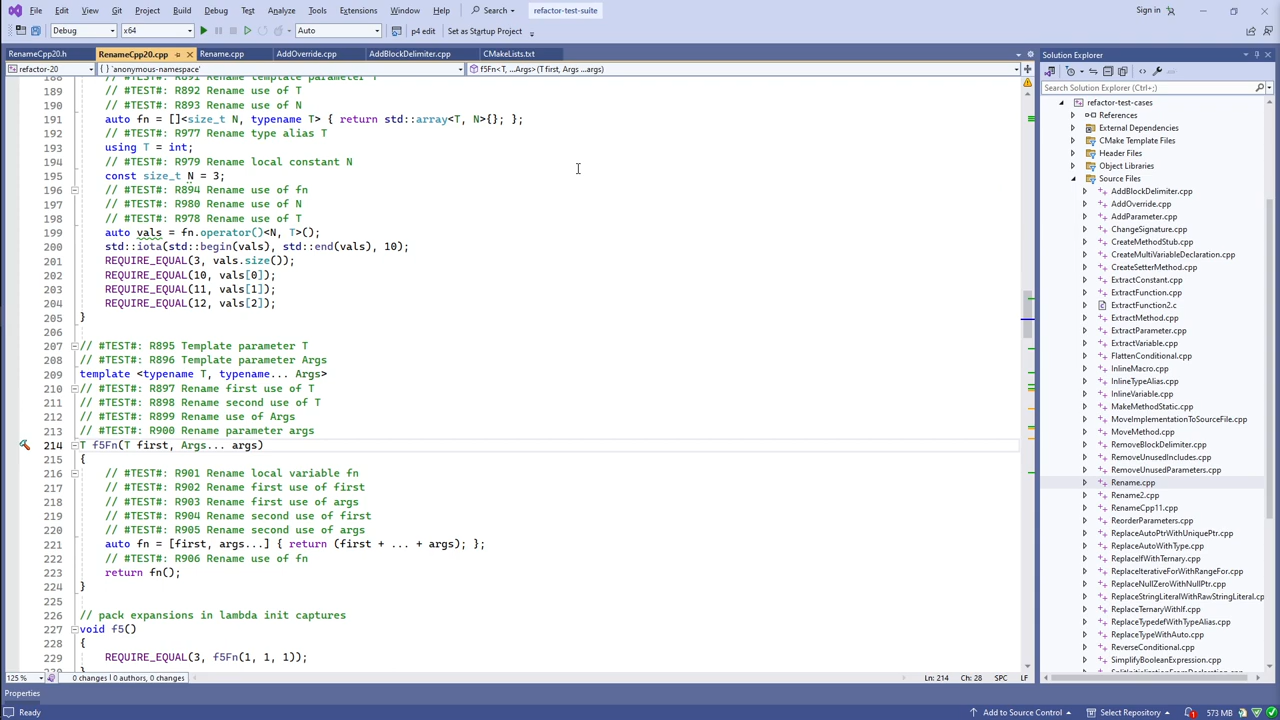 File Edit View Git Project Build Debug Test Analyze Tools Extensions Window Help Search refactor-test-suite Sign in
Debug x64 Auto p4 edit Set as Startup Project
RenameCpp20.h RenameCpp20.cpp Rename.cpp AddOverride.cpp AddBlockDelimiter.cpp CMakeLists.txt
refactor-20 { } `anonymous-namespace' f5Fn<T, ...Args>(T first, Args ...args)
188 // #TEST#: R891 Rename template parameter T
189 // #TEST#: R892 Rename use of T
190 // #TEST#: R893 Rename use of N
191 auto fn = []<size_t N, typename T> { return std::array<T, N>{}; };
192 // #TEST#: R977 Rename type alias T
193 using T = int;
194 // #TEST#: R979 Rename local constant N
195 const size_t N = 3;
196 // #TEST#: R894 Rename use of fn
197 // #TEST#: R980 Rename use of N
198 // #TEST#: R978 Rename use of T
199 auto vals = fn.operator()<N, T>();
200 std::iota(std::begin(vals), std::end(vals), 10);
201 REQUIRE_EQUAL(3, vals.size());
202 REQUIRE_EQUAL(10, vals[0]);
203 REQUIRE_EQUAL(11, vals[1]);
204 REQUIRE_EQUAL(12, vals[2]);
205 }
206
207 // #TEST#: R895 Template parameter T
208 // #TEST#: R896 Template parameter Args
209 template <typename T, typename... Args>
210 // #TEST#: R897 Rename first use of T
211 // #TEST#: R898 Rename second use of T
212 // #TEST#: R899 Rename use of Args
213 // #TEST#: R900 Rename parameter args
214 T f5Fn(T first, Args... args)
215 {
216 // #TEST#: R901 Rename local variable fn
217 // #TEST#: R902 Rename first use of first
218 // #TEST#: R903 Rename first use of args
219 // #TEST#: R904 Rename second use of first
220 // #TEST#: R905 Rename second use of args
221 auto fn = [first, args...] { return (first + ... + args); };
222 // #TEST#: R906 Rename use of fn
223 return fn();
224 }
225
226 // pack expansions in lambda init captures
227 void f5()
228 {
229 REQUIRE_EQUAL(3, f5Fn(1, 1, 1));
230 }
125 % 0 changes | 0 authors, 0 changes Ln: 214 Ch: 28 SPC LF
Properties
Ready Add to Source Control Select Repository 573 MB
Solution Explorer
Search Solution Explorer (Ctrl+;)
refactor-test-cases
References
External Dependencies
CMake Template Files
Header Files
Object Libraries
Source Files
AddBlockDelimiter.cpp
AddOverride.cpp
AddParameter.cpp
ChangeSignature.cpp
CreateMethodStub.cpp
CreateMultiVariableDeclaration.cpp
CreateSetterMethod.cpp
ExtractConstant.cpp
ExtractFunction.cpp
ExtractFunction2.c
ExtractMethod.cpp
ExtractParameter.cpp
ExtractVariable.cpp
FlattenConditional.cpp
InlineMacro.cpp
InlineTypeAlias.cpp
InlineVariable.cpp
MakeMethodStatic.cpp
MoveImplementationToSourceFile.cpp
MoveMethod.cpp
RemoveBlockDelimiter.cpp
RemoveUnusedIncludes.cpp
RemoveUnusedParameters.cpp
Rename.cpp
Rename2.cpp
RenameCpp11.cpp
ReorderParameters.cpp
ReplaceAutoPtrWithUniquePtr.cpp
ReplaceAutoWithType.cpp
ReplaceIfWithTernary.cpp
ReplaceIteratorForWithRangeFor.cpp
ReplaceNullZeroWithNullPtr.cpp
ReplaceStringLiteralWithRawStringLiteral.cpp
ReplaceTernaryWithIf.cpp
ReplaceTypedefWithTypeAlias.cpp
ReplaceTypeWithAuto.cpp
ReverseConditional.cpp
SimplifyBooleanExpression.cpp